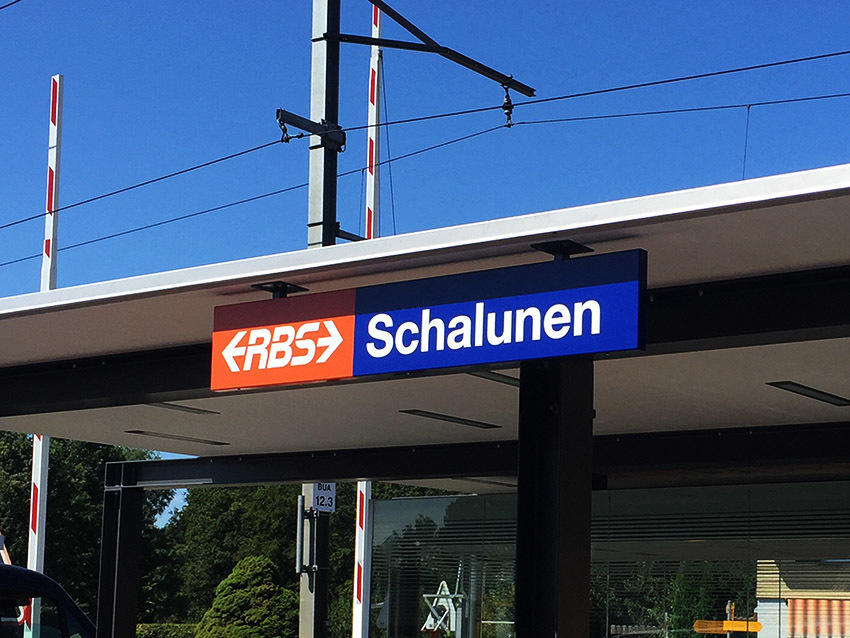 RBS Schalunen
BUA
12.3